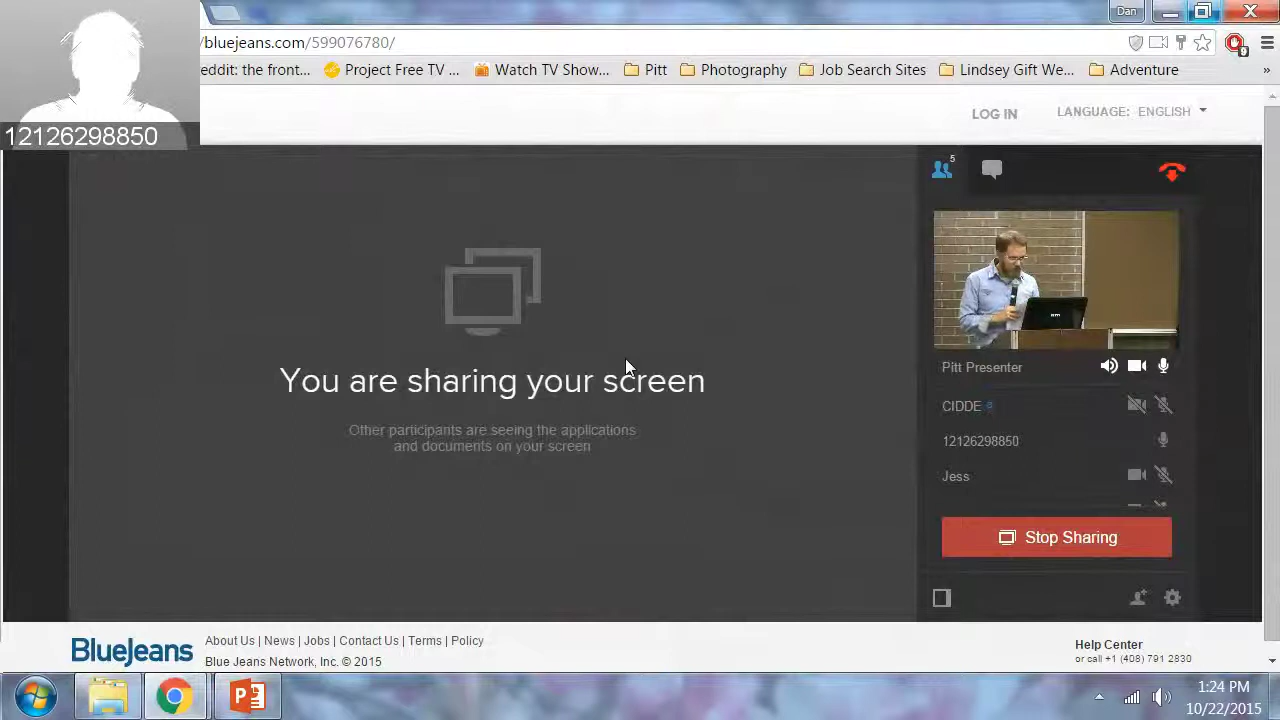 Dan
12126298850
/bluejeans.com/599076780/
eddit: the front...
Project Free TV ...
Watch TV Show...
Pitt
Photography
Job Search Sites
Lindsey Gift We...
Adventure
»
LOG IN
LANGUAGE: ENGLISH
5
You are sharing your screen
Other participants are seeing the applications
and documents on your screen
Pitt Presenter
CIDDE
12126298850
Jess
Stop Sharing
BlueJeans
About Us | News | Jobs | Contact Us | Terms | Policy
Blue Jeans Network, Inc. © 2015
Help Center
or call +1 (408) 791 2830
1:24 PM
10/22/2015